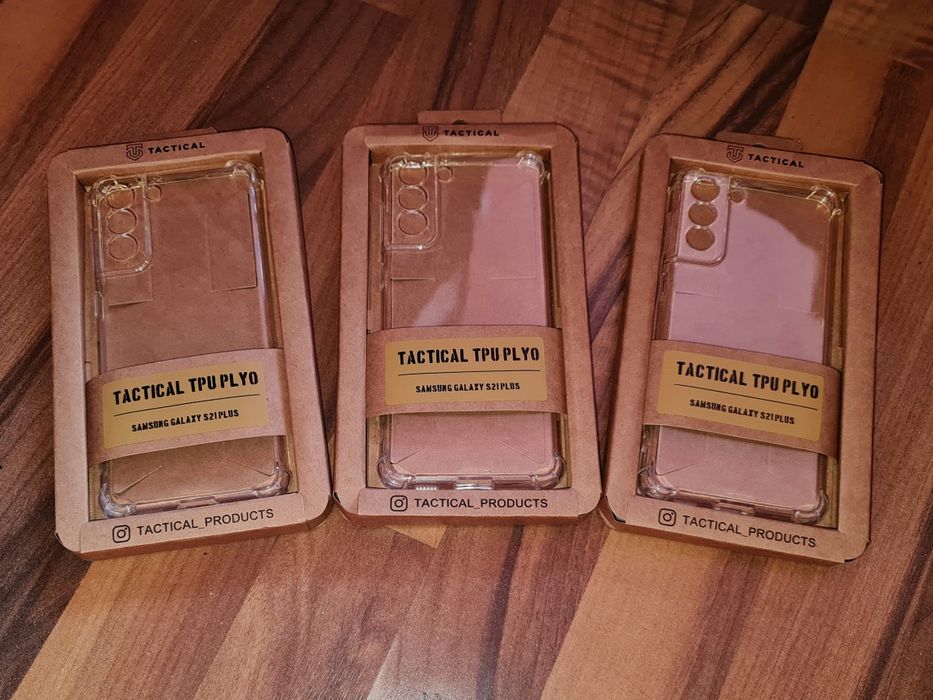 TACTICAL
TACTICAL TPU PLYO
SAMSUNG GALAXY S21 PLUS
TACTICAL_PRODUCTS
TACTICAL
TACTICAL TPU PLYO
SAMSUNG GALAXY S21 PLUS
TACTICAL_PRODUCTS
TACTICAL
TACTICAL TPU PLYO
SAMSUNG GALAXY S21 PLUS
TACTICAL_PRODUCTS